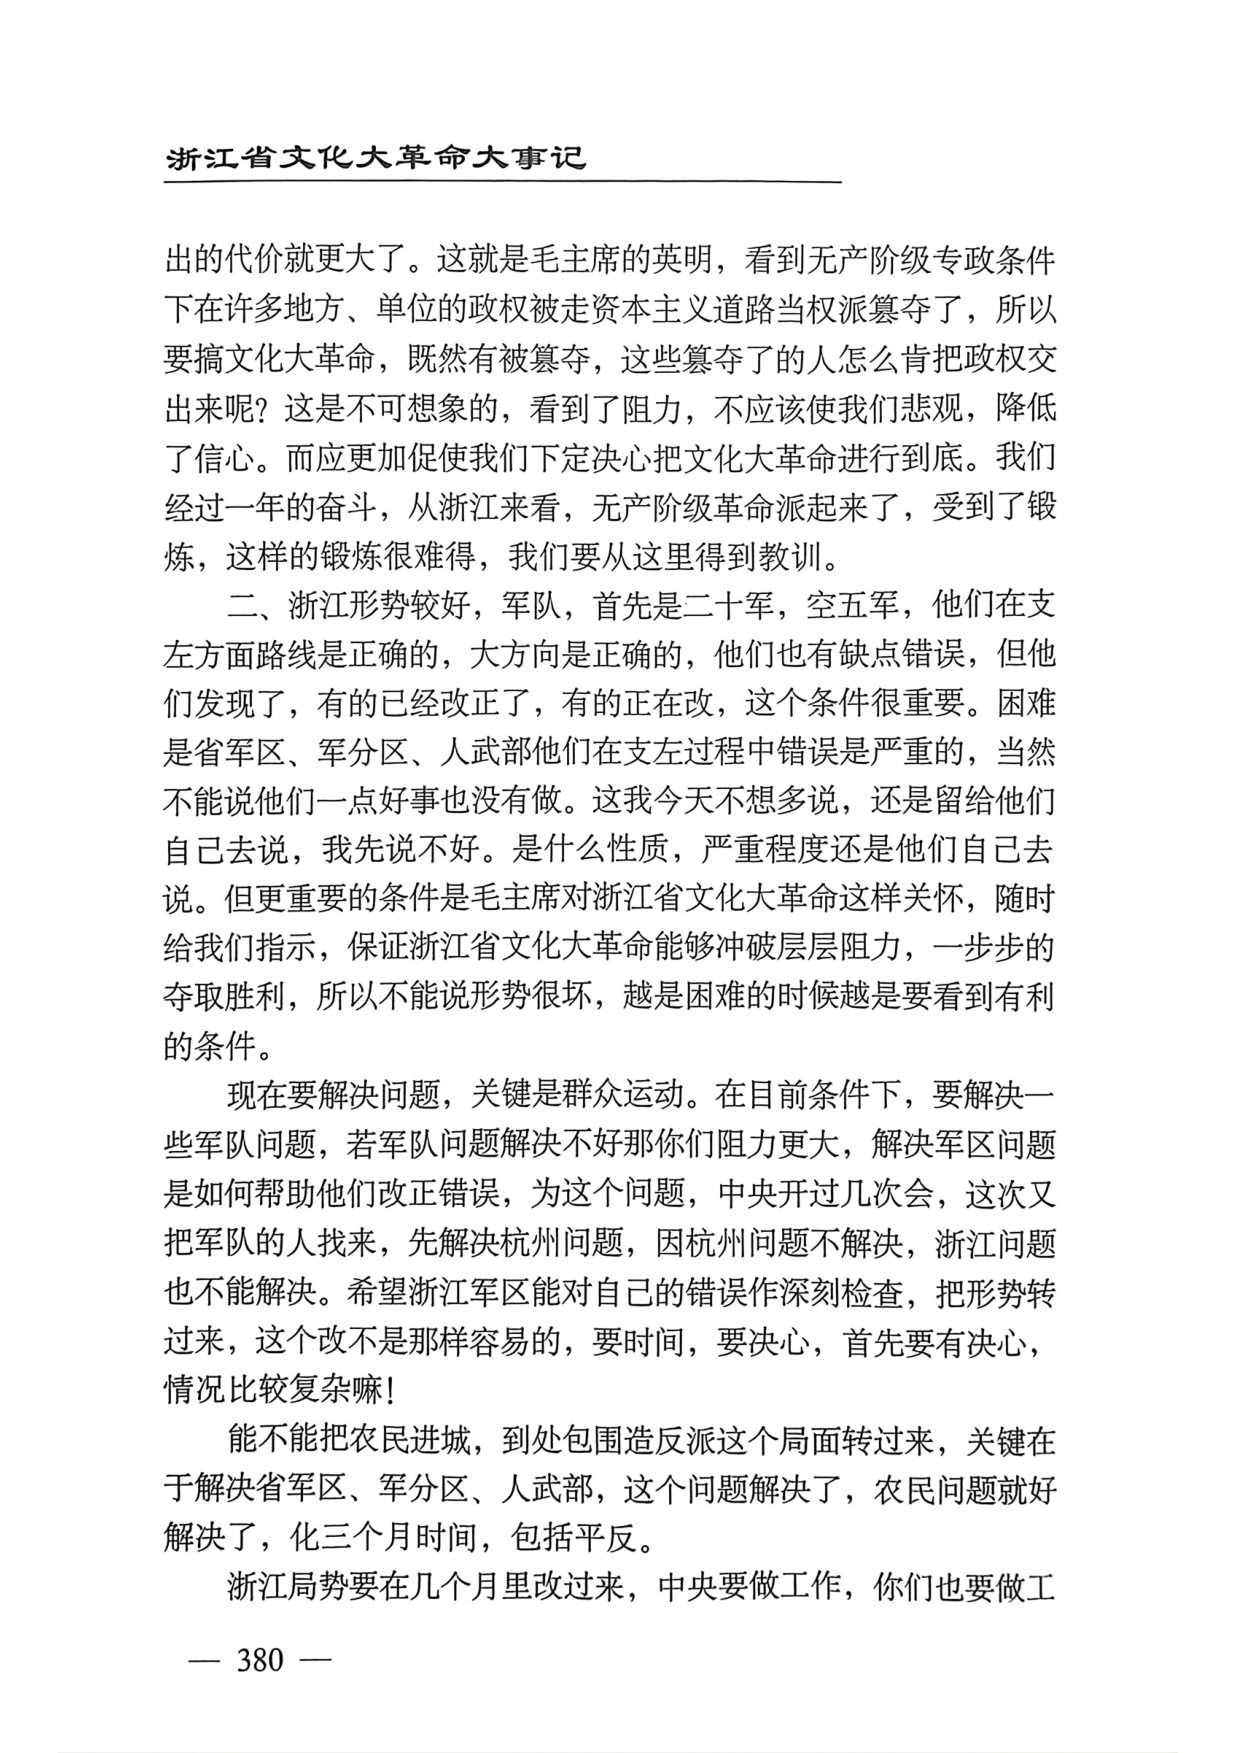 浙江省文化大革命大事记
出的代价就更大了。这就是毛主席的英明，看到无产阶级专政条件
下在许多地方、单位的政权被走资本主义道路当权派篡夺了，所以
要搞文化大革命，既然有被篡夺，这些篡夺了的人怎么肯把政权交
出来呢？这是不可想象的，看到了阻力，不应该使我们悲观，降低
了信心。而应更加促使我们下定决心把文化大革命进行到底。我们
经过一年的奋斗，从浙江来看，无产阶级革命派起来了，受到了锻
炼，这样的锻炼很难得，我们要从这里得到教训。
二、浙江形势较好，军队，首先是二十军，空五军，他们在支
左方面路线是正确的，大方向是正确的，他们也有缺点错误，但他
们发现了，有的已经改正了，有的正在改，这个条件很重要。困难
是省军区、军分区、人武部他们在支左过程中错误是严重的，当然
不能说他们一点好事也没有做。这我今天不想多说，还是留给他们
自己去说，我先说不好。是什么性质，严重程度还是他们自己去
说。但更重要的条件是毛主席对浙江省文化大革命这样关怀，随时
给我们指示，保证浙江省文化大革命能够冲破层层阻力，一步步的
夺取胜利，所以不能说形势很坏，越是困难的时候越是要看到有利
的条件。
现在要解决问题，关键是群众运动。在目前条件下，要解决一
些军队问题，若军队问题解决不好那你们阻力更大，解决军区问题
是如何帮助他们改正错误，为这个问题，中央开过几次会，这次又
把军队的人找来，先解决杭州问题，因杭州问题不解决，浙江问题
也不能解决。希望浙江军区能对自己的错误作深刻检查，把形势转
过来，这个改不是那样容易的，要时间，要决心，首先要有决心，
情况比较复杂嘛！
能不能把农民进城，到处包围造反派这个局面转过来，关键在
于解决省军区、军分区、人武部，这个问题解决了，农民问题就好
解决了，化三个月时间，包括平反。
浙江局势要在几个月里改过来，中央要做工作，你们也要做工
— 380 —